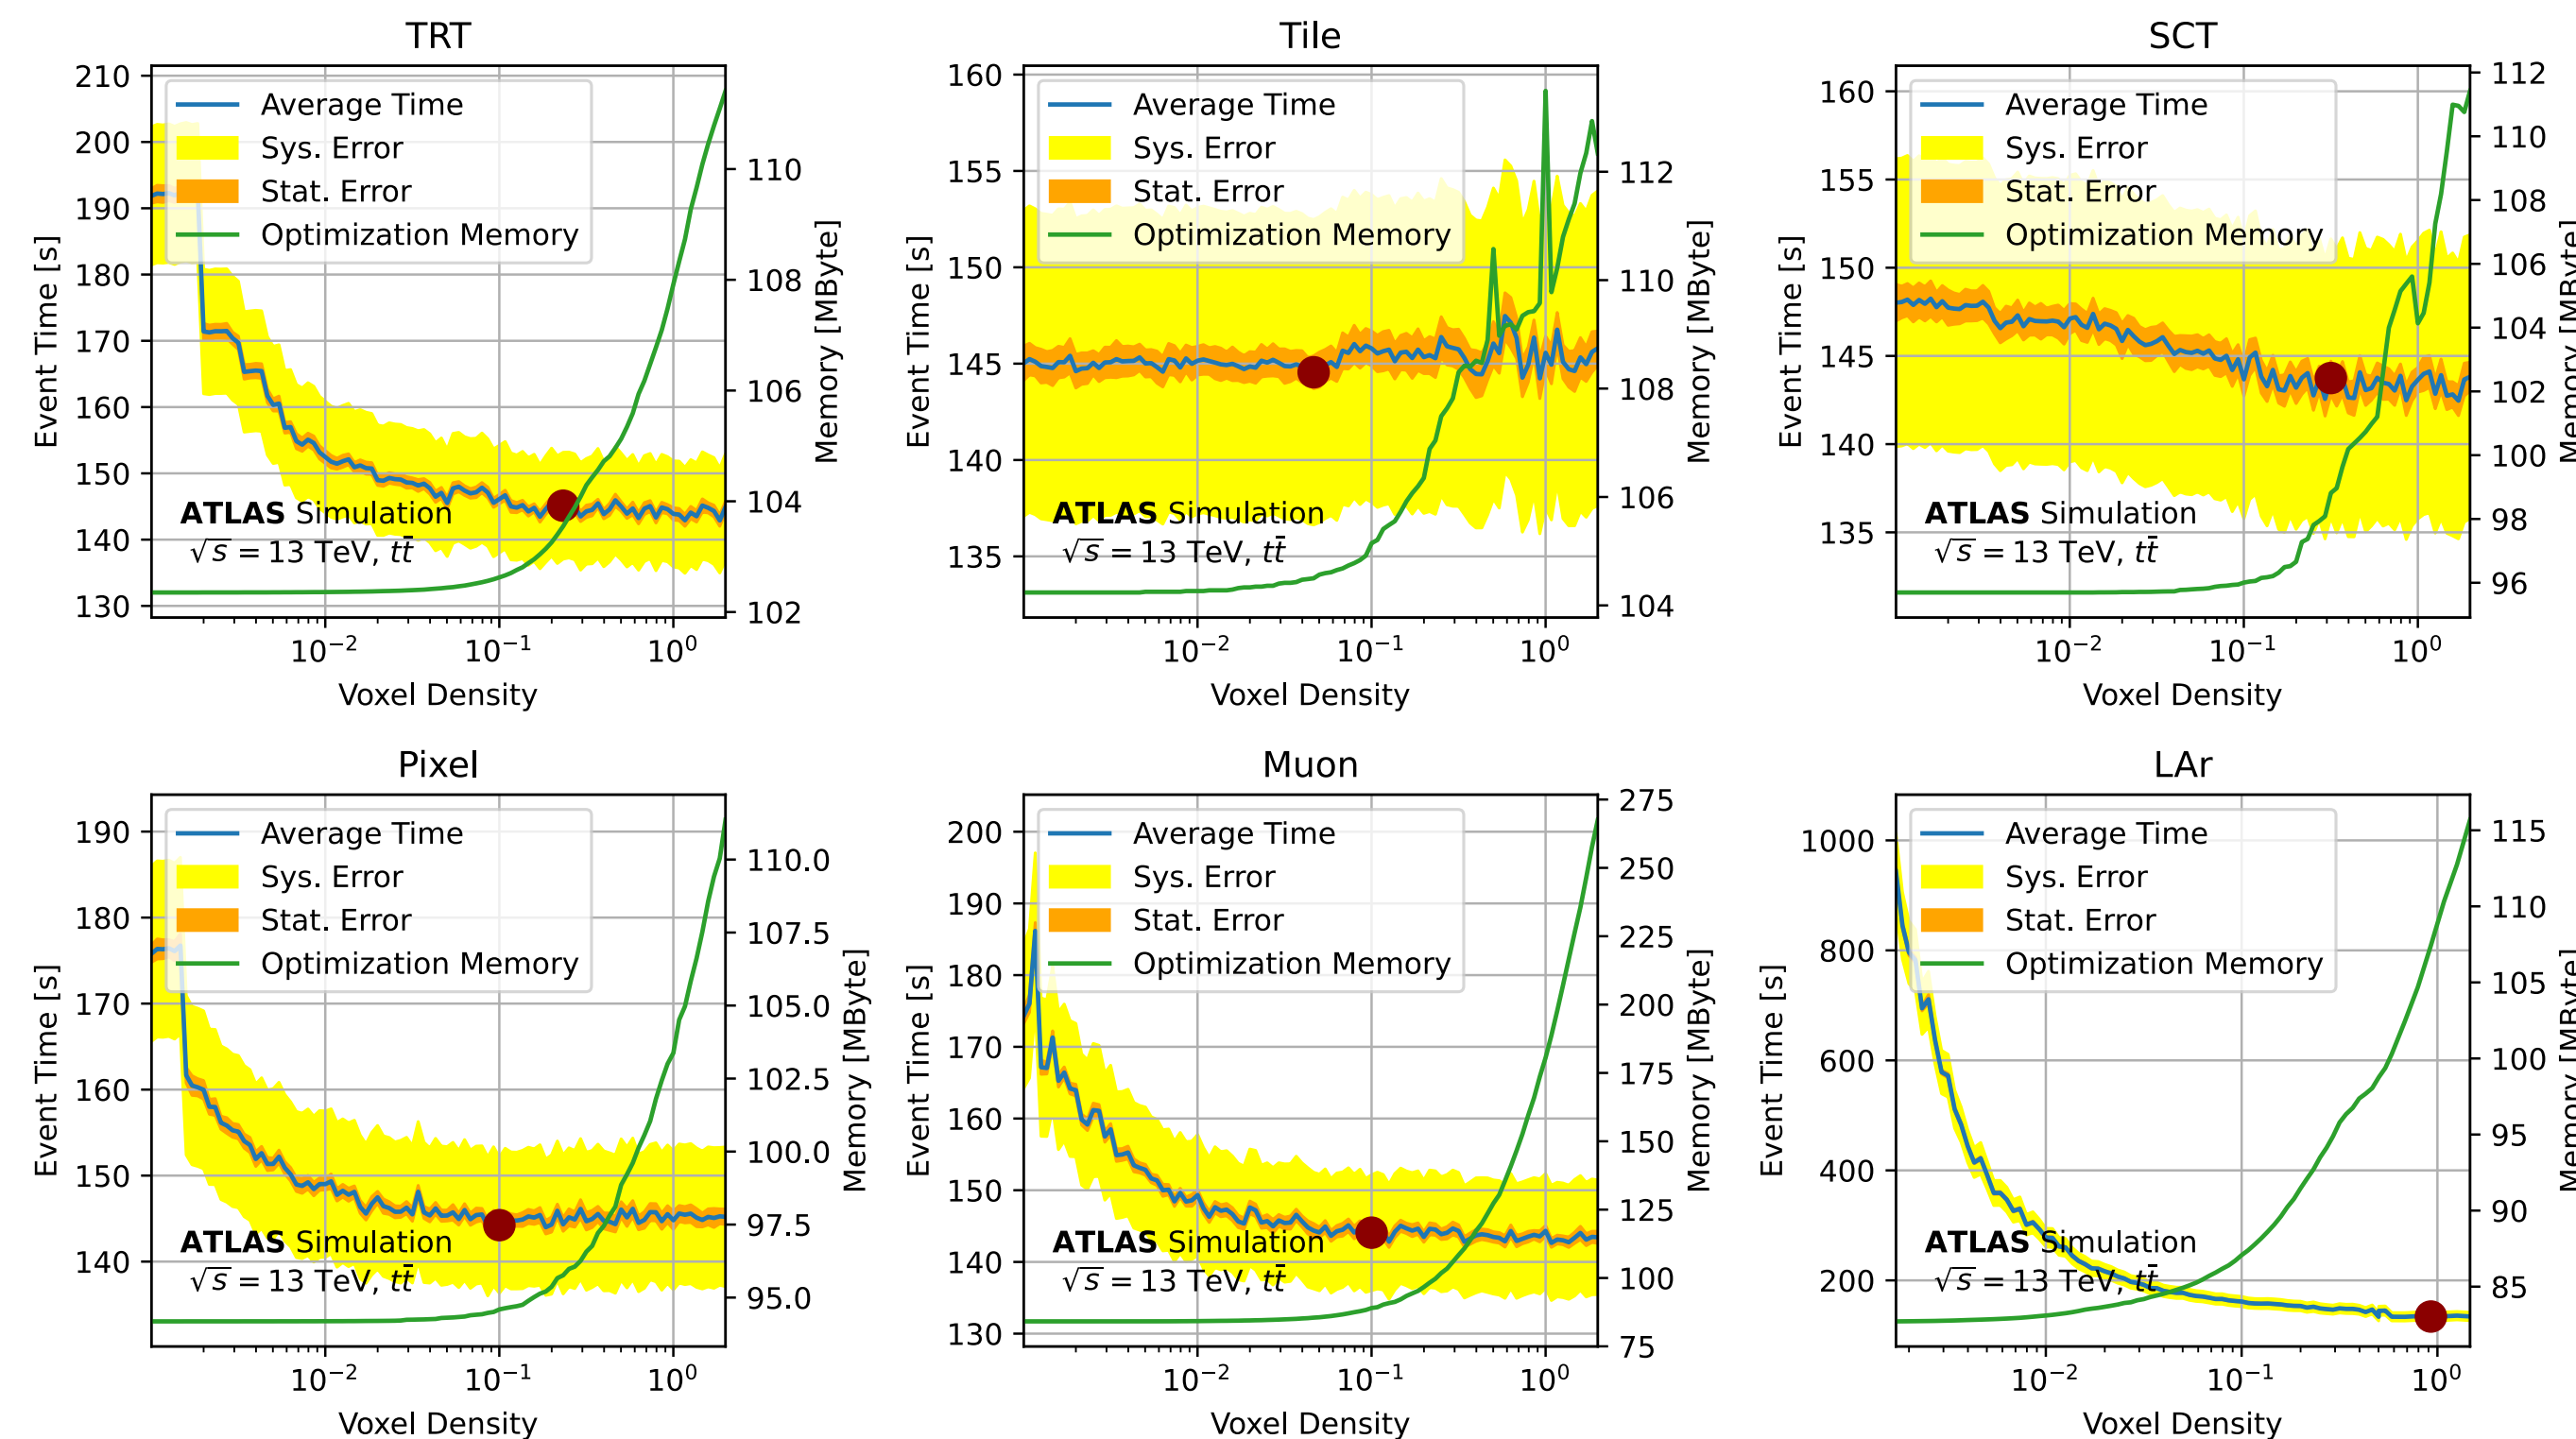 TRT
Event Time [s]
210
200
190
180
170
160
150
140
130
Average Time
Sys. Error
Stat. Error
Optimization Memory
ATLAS Simulation
√s = 13 TeV, tt̄
110
108
106
104
102
Memory [MByte]
10⁻² 10⁻¹ 10⁰
Voxel Density
Tile
Event Time [s]
160
155
150
145
140
135
Average Time
Sys. Error
Stat. Error
Optimization Memory
ATLAS Simulation
√s = 13 TeV, tt̄
112
110
108
106
104
Memory [MByte]
10⁻² 10⁻¹ 10⁰
Voxel Density
SCT
Event Time [s]
160
155
150
145
140
135
Average Time
Sys. Error
Stat. Error
Optimization Memory
ATLAS Simulation
√s = 13 TeV, tt̄
112
110
108
106
104
102
100
98
96
Memory [MByte]
10⁻² 10⁻¹ 10⁰
Voxel Density
Pixel
Event Time [s]
190
180
170
160
150
140
Average Time
Sys. Error
Stat. Error
Optimization Memory
ATLAS Simulation
√s = 13 TeV, tt̄
110.0
107.5
105.0
102.5
100.0
97.5
95.0
Memory [MByte]
10⁻² 10⁻¹ 10⁰
Voxel Density
Muon
Event Time [s]
200
190
180
170
160
150
140
130
Average Time
Sys. Error
Stat. Error
Optimization Memory
ATLAS Simulation
√s = 13 TeV, tt̄
275
250
225
200
175
150
125
100
75
Memory [MByte]
10⁻² 10⁻¹ 10⁰
Voxel Density
LAr
Event Time [s]
1000
800
600
400
200
Average Time
Sys. Error
Stat. Error
Optimization Memory
ATLAS Simulation
√s = 13 TeV, tt̄
115
110
105
100
95
90
85
Memory [MByte]
10⁻² 10⁻¹ 10⁰
Voxel Density